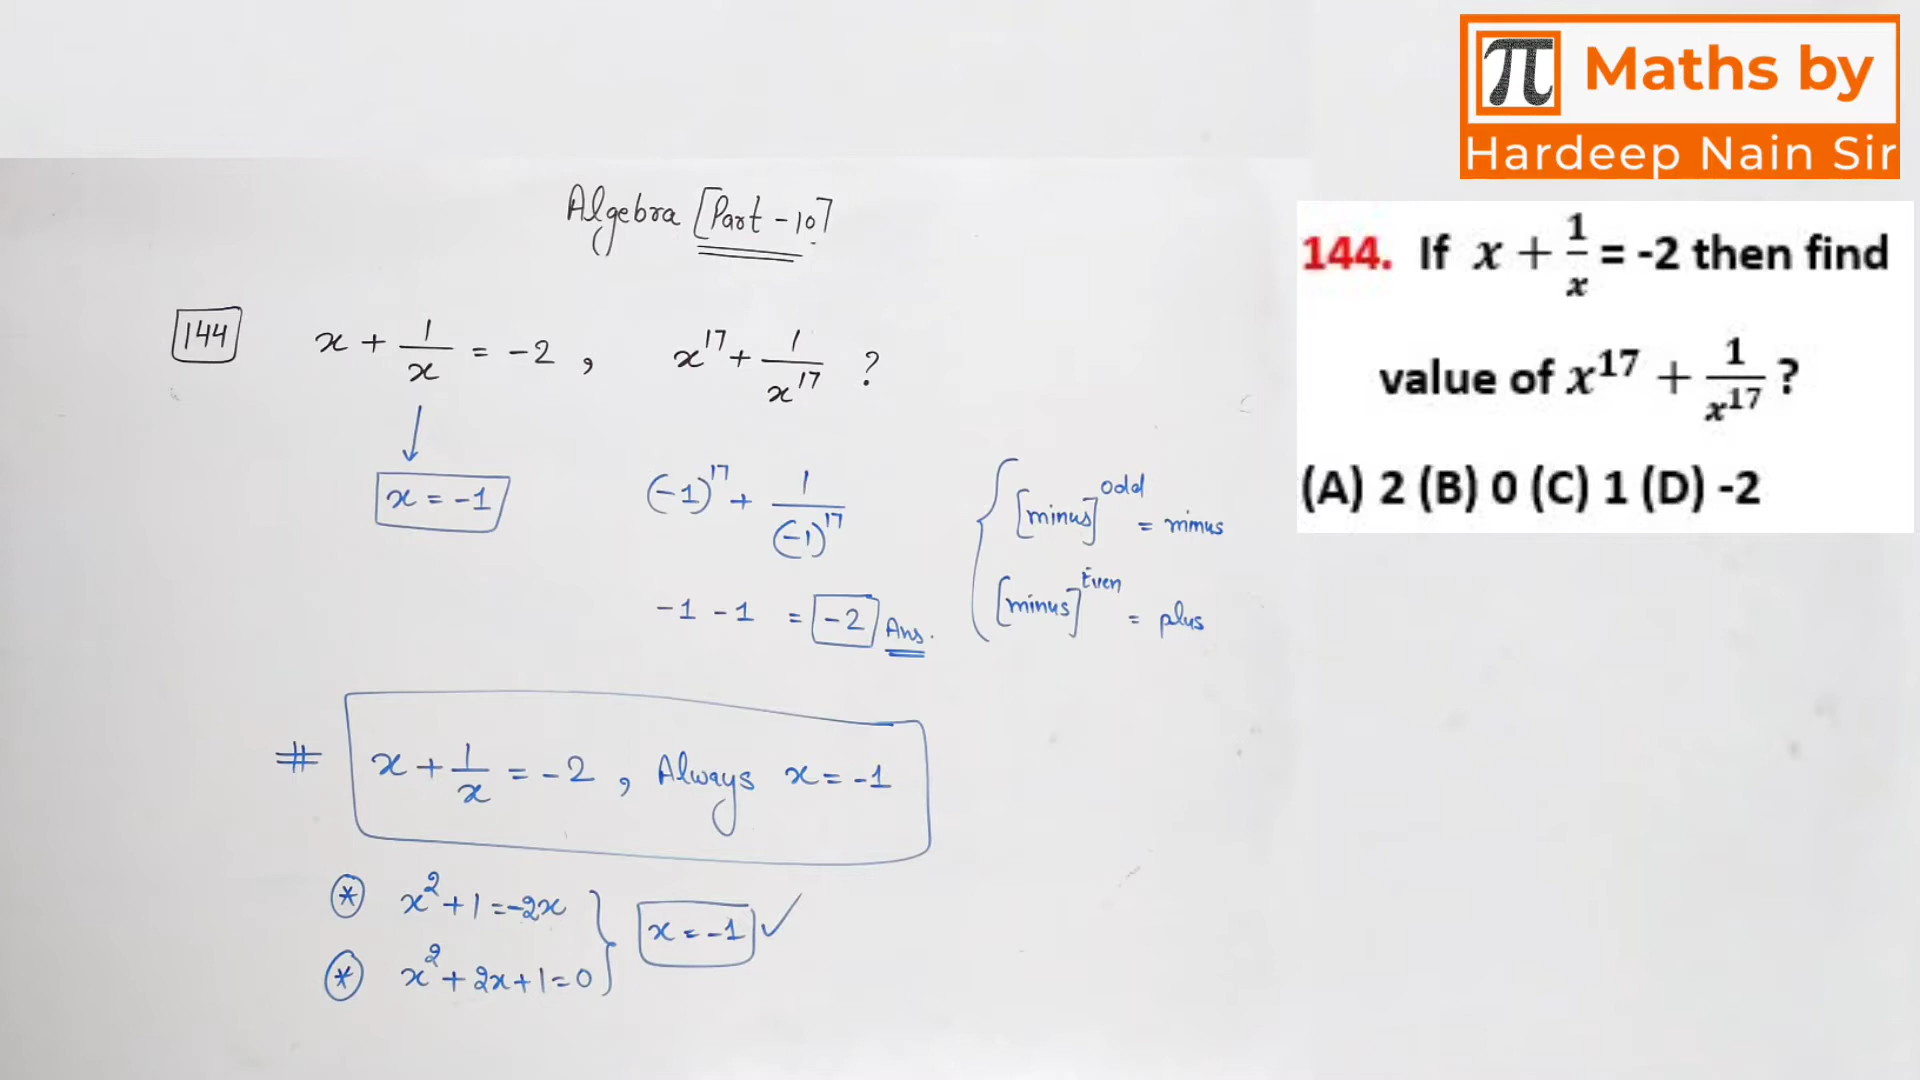 π Maths by
Hardeep Nain Sir
Algebra [Part - 10]
144 x + 1/x = -2 , x^17 + 1/x^17 ?
x = -1
(-1)^17 + 1/(-1)^17
-1 -1 = -2 Ans.
[minus]^odd = minus
[minus]^Even = plus
# x + 1/x = -2 , Always x = -1
* x^2 + 1 = -2x
* x^2 + 2x + 1 = 0
x = -1 ✓
144. If x + 1/x = -2 then find
value of x^17 + 1/x^17 ?
(A) 2 (B) 0 (C) 1 (D) -2